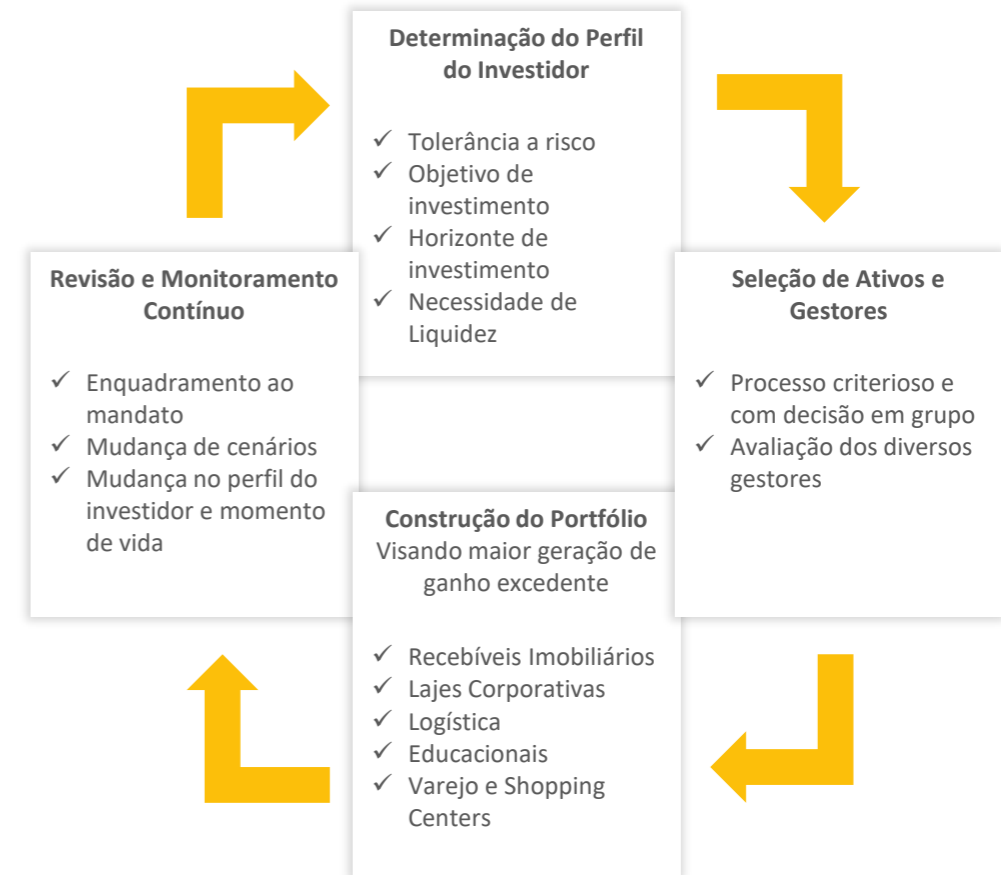 Determinação do Perfil
do Investidor
✓ Tolerância a risco
✓ Objetivo de
investimento
✓ Horizonte de
investimento
✓ Necessidade de
Liquidez
Revisão e Monitoramento
Contínuo
✓ Enquadramento ao
mandato
✓ Mudança de cenários
✓ Mudança no perfil do
investidor e momento
de vida
Seleção de Ativos e
Gestores
✓ Processo criterioso e
com decisão em grupo
✓ Avaliação dos diversos
gestores
Construção do Portfólio
Visando maior geração de
ganho excedente
✓ Recebíveis Imobiliários
✓ Lajes Corporativas
✓ Logística
✓ Educacionais
✓ Varejo e Shopping
Centers